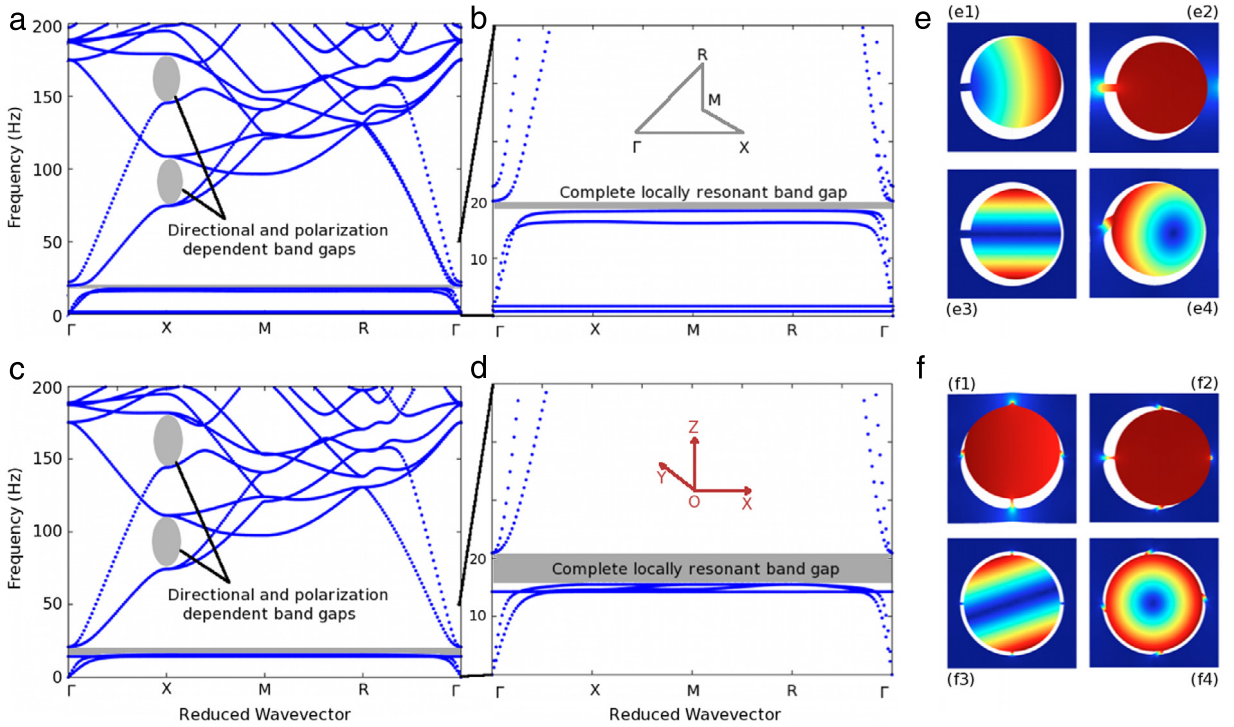 a
b
e
200
150
100
50
0
Frequency (Hz)
Directional and polarization
dependent band gaps
Γ X M R Γ
20
10
R
M
Γ X
Complete locally resonant band gap
Γ X M R Γ
(e1) (e2)
(e3) (e4)
c
d
f
200
150
100
50
0
Frequency (Hz)
Directional and polarization
dependent band gaps
Γ X M R Γ
Reduced Wavevector
20
10
Z
Y
O X
Complete locally resonant band gap
Γ X M R Γ
Reduced Wavevector
(f1) (f2)
(f3) (f4)